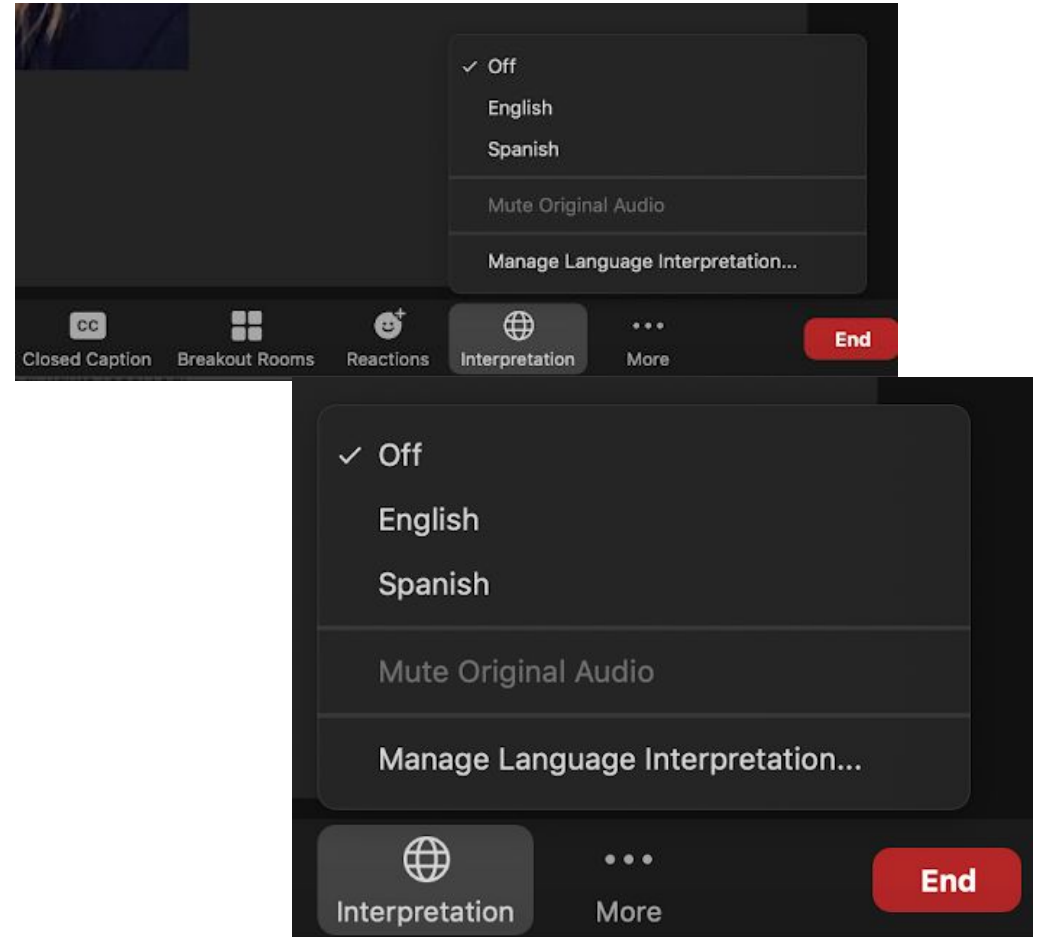 Off
English
Spanish
Mute Original Audio
Manage Language Interpretation...
CC
Closed Caption Breakout Rooms Reactions Interpretation More End
Off
English
Spanish
Mute Original Audio
Manage Language Interpretation...
Interpretation More End